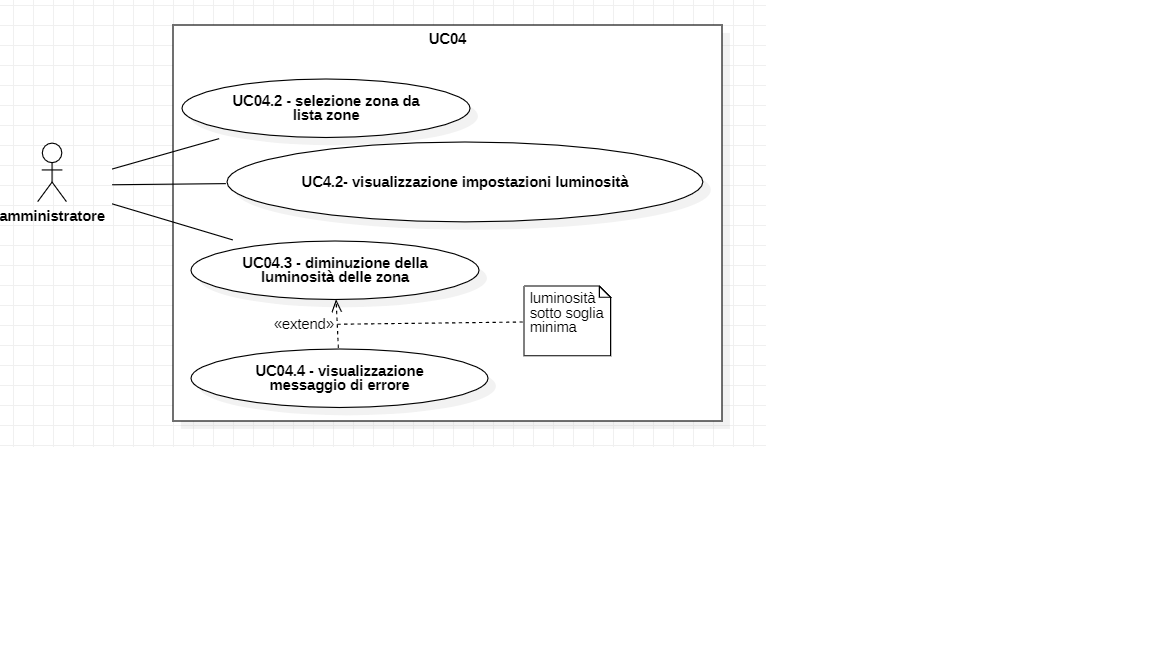 UC04
UC04.2 - selezione zona da
lista zone
UC4.2- visualizzazione impostazioni luminosità
amministratore
UC04.3 - diminuzione della
luminosità delle zona
luminosità
sotto soglia
minima
«extend»
UC04.4 - visualizzazione
messaggio di errore